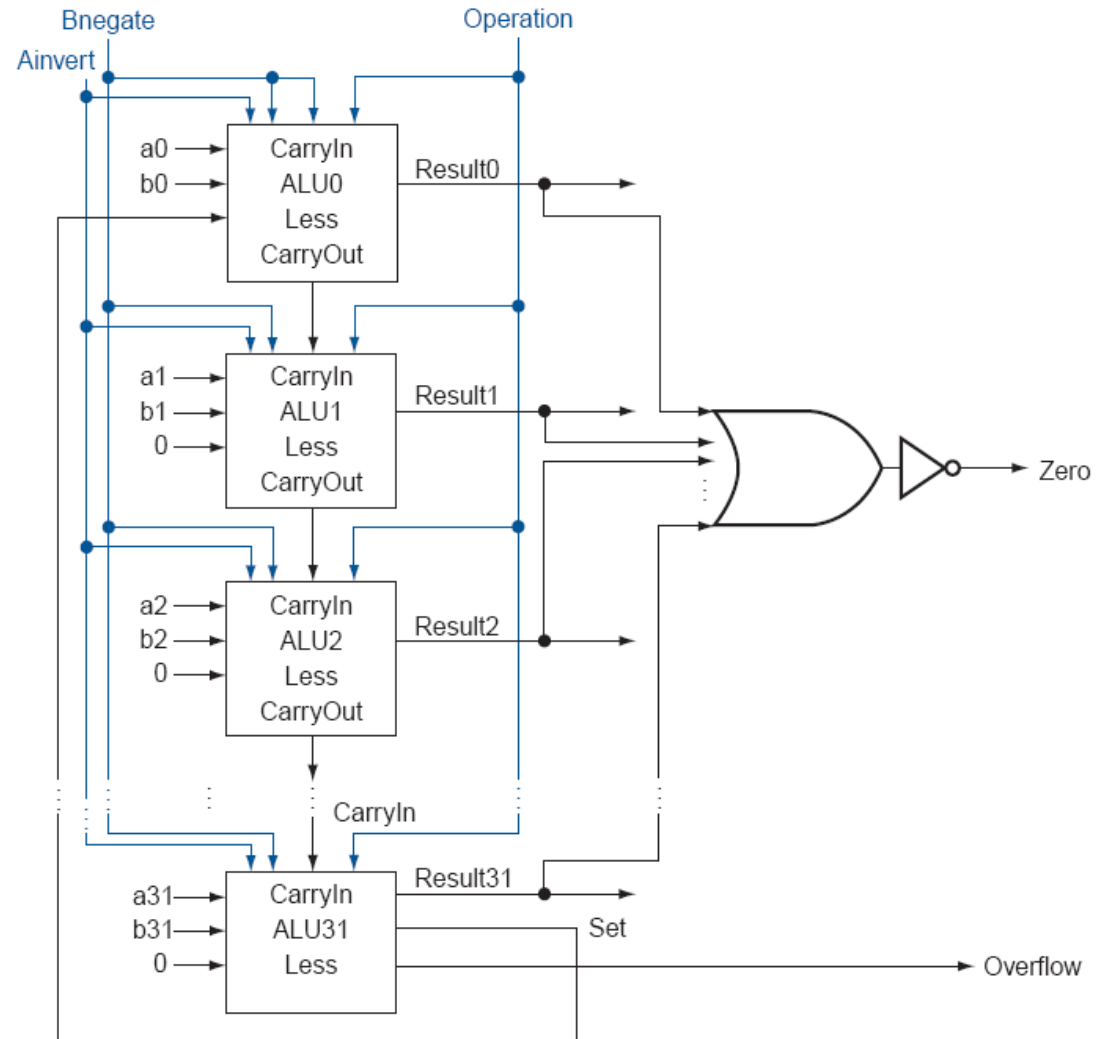 Bnegate
Operation
Ainvert
a0
b0
CarryIn
ALU0
Less
CarryOut
Result0
a1
b1
0
CarryIn
ALU1
Less
CarryOut
Result1
Zero
a2
b2
0
CarryIn
ALU2
Less
CarryOut
Result2
CarryIn
a31
b31
0
CarryIn
ALU31
Less
Result31
Set
Overflow